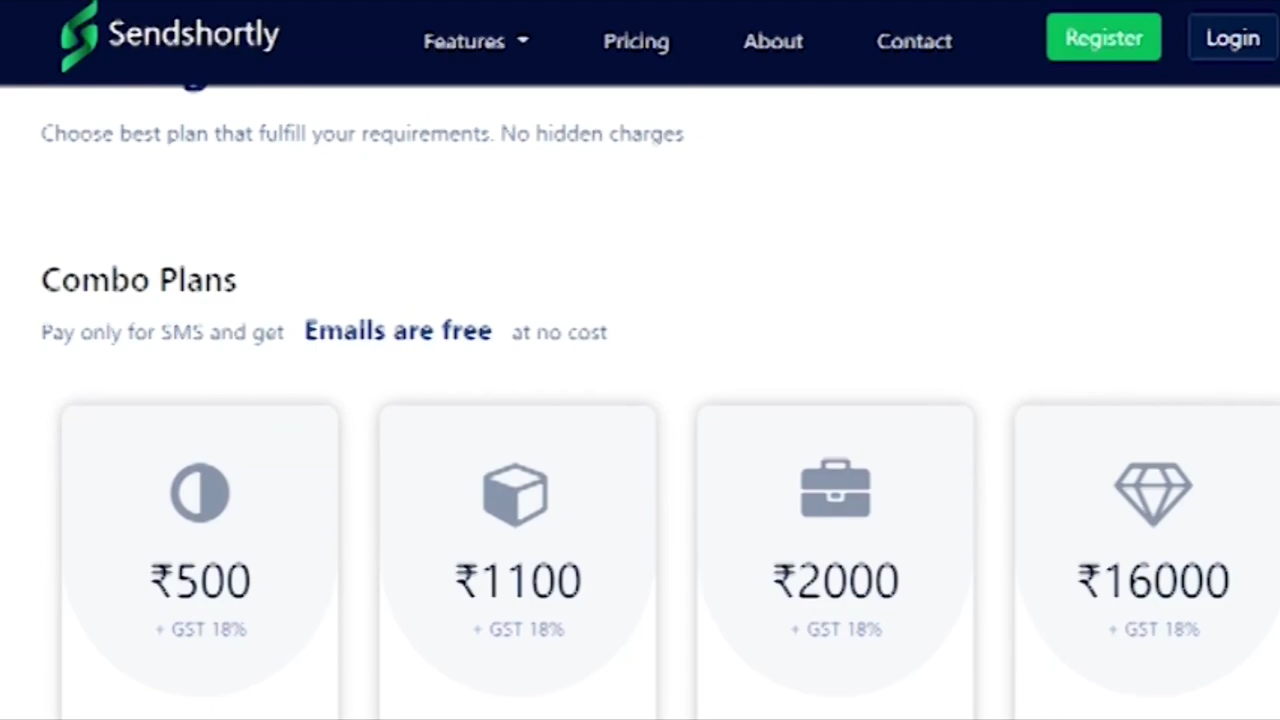 Sendshortly Features Pricing About Contact Register Login
Choose best plan that fulfill your requirements. No hidden charges
Combo Plans
Pay only for SMS and get Emails are free at no cost
₹500 ₹1100 ₹2000 ₹16000
+ GST 18% + GST 18% + GST 18% + GST 18%